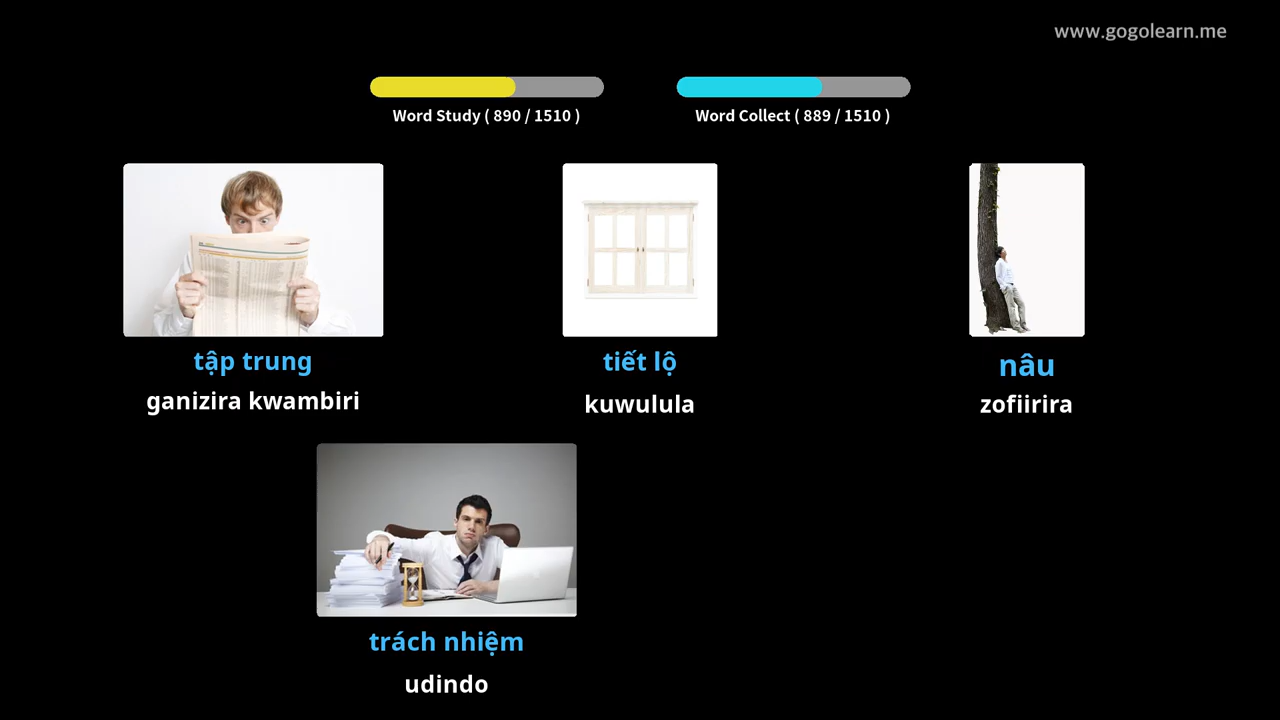 www.gogolearn.me
Word Study ( 890 / 1510 )
Word Collect ( 889 / 1510 )
tập trung
ganizira kwambiri
tiết lộ
kuwulula
nâu
zofiirira
trách nhiệm
udindo